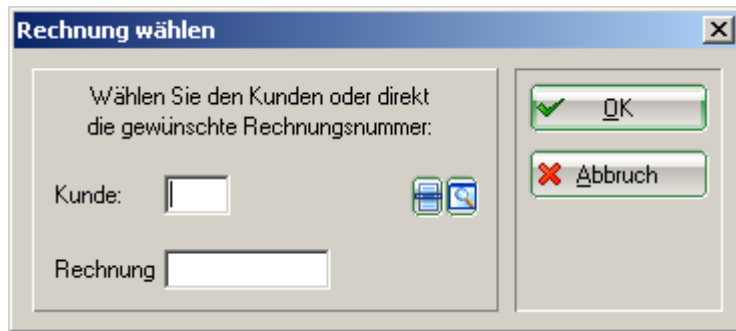 Rechnung wählen
Wählen Sie den Kunden oder direkt
die gewünschte Rechnungsnummer:
Kunde:
Rechnung
OK
Abbruch